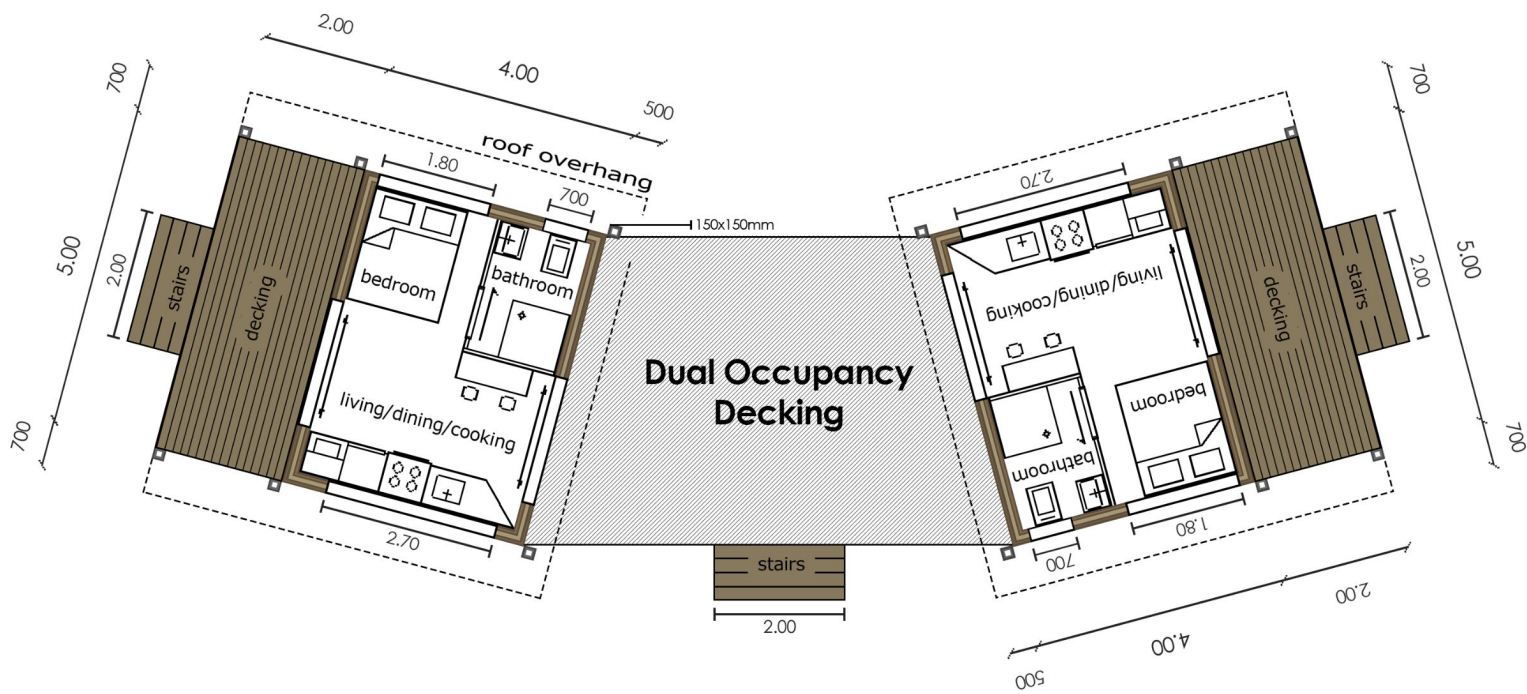 2.00
4.00
500
700
5.00
700
2.00
roof overhang
1.80
700
150x150mm
stairs
decking
bedroom
bathroom
living/dining/cooking
2.70
Dual Occupancy
Decking
stairs
2.00
2.70
living/dining/cooking
bedroom
bathroom
700
1.80
decking
stairs
2.00
700
5.00
700
500
4.00
2.00